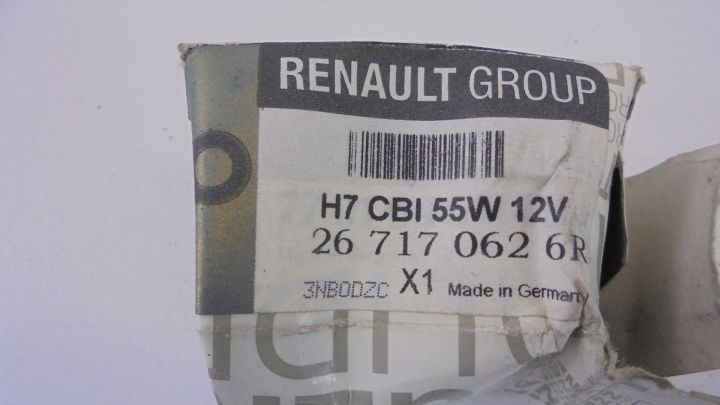 RENAULT GROUP
H7 CBI 55W 12V
26 717 062 6R
3NB0DZC X1 Made in Germany